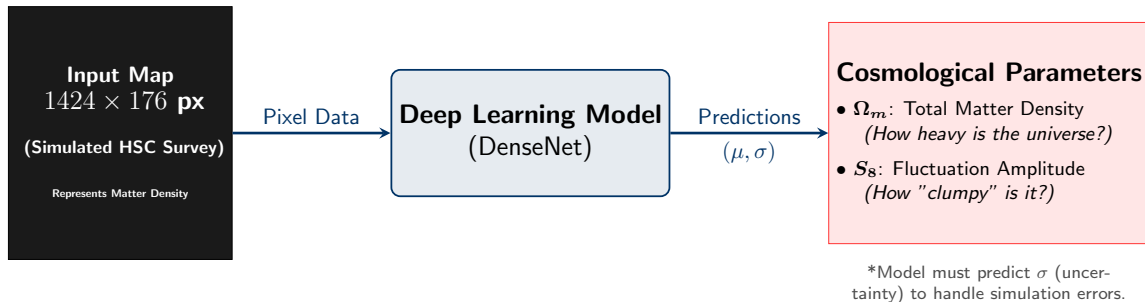 Input Map
1424 × 176 px
(Simulated HSC Survey)
Represents Matter Density
Pixel Data
Deep Learning Model
(DenseNet)
Predictions
(μ, σ)
Cosmological Parameters
• Ωₘ: Total Matter Density
(How heavy is the universe?)
• S₈: Fluctuation Amplitude
(How "clumpy" is it?)
*Model must predict σ (uncer-
tainty) to handle simulation errors.